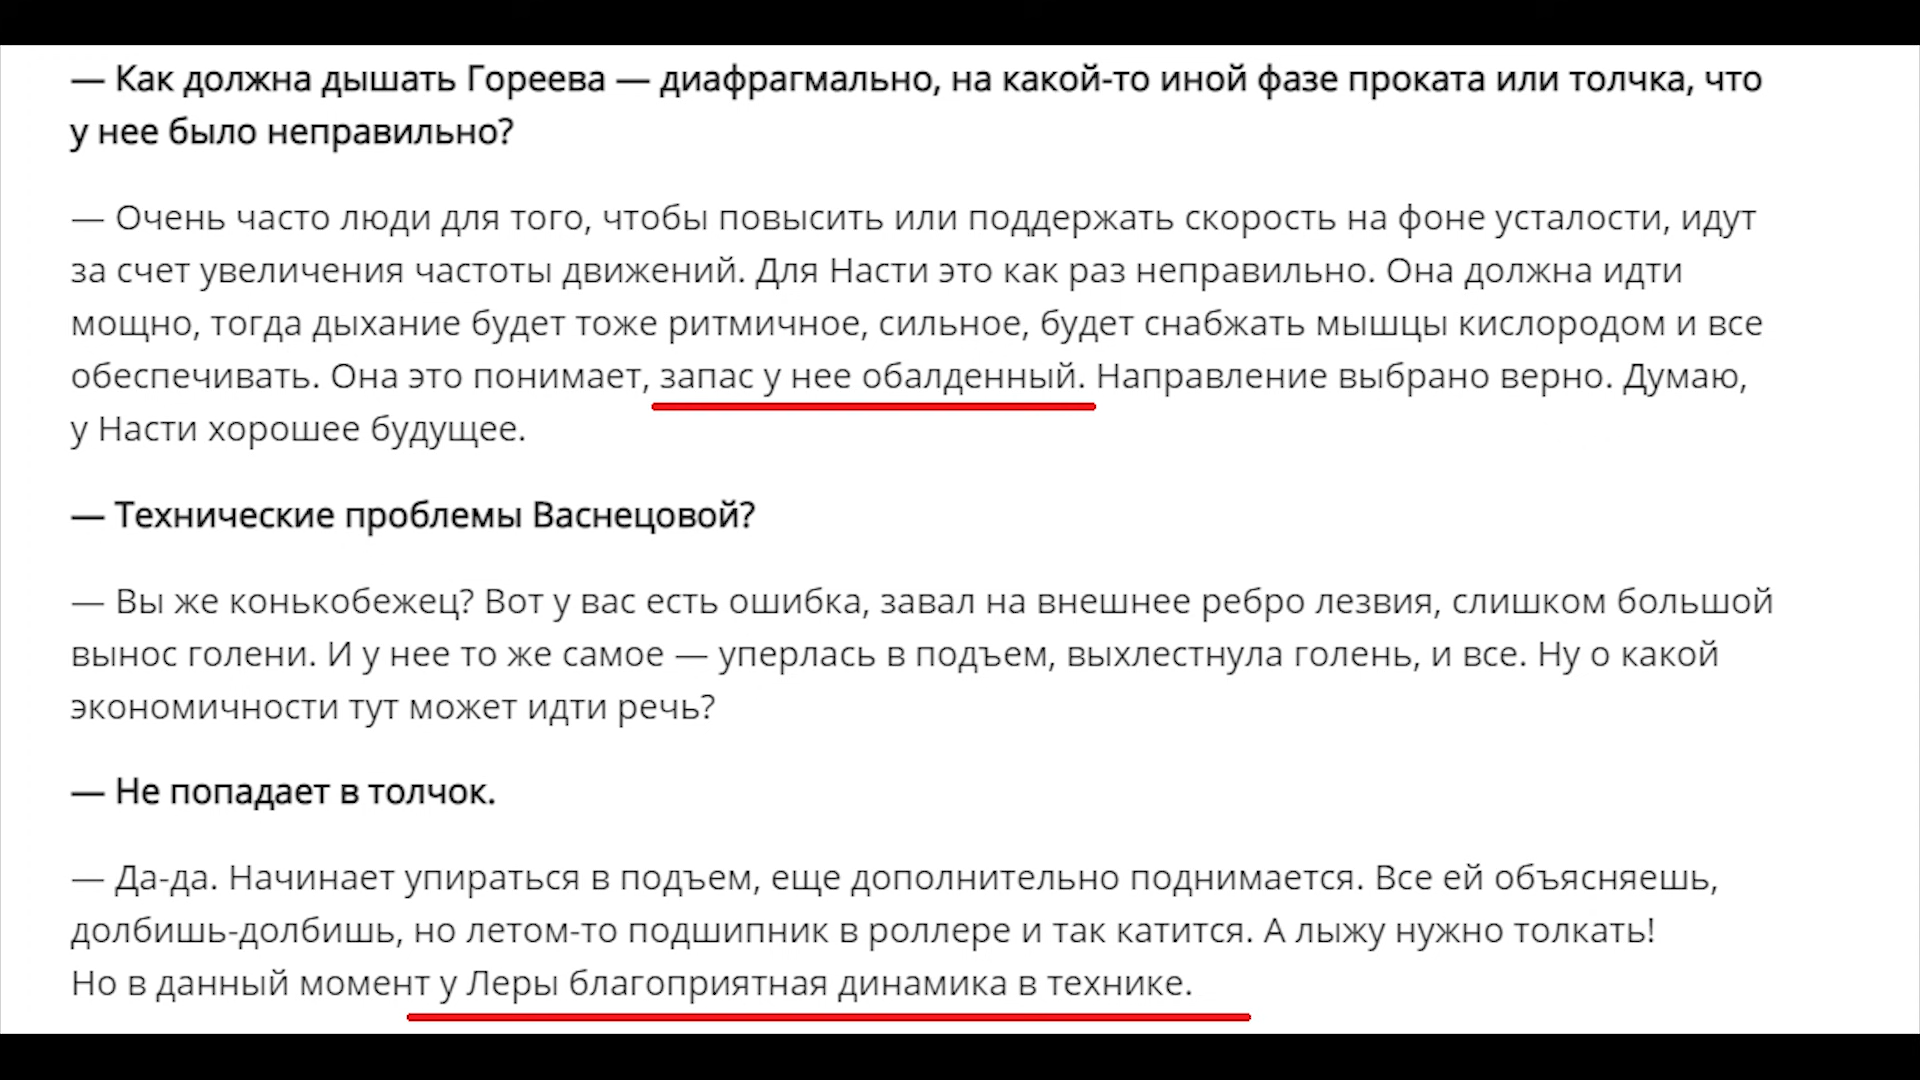 — Как должна дышать Гореева — диафрагмально, на какой-то иной фазе проката или толчка, что
у нее было неправильно?
— Очень часто люди для того, чтобы повысить или поддержать скорость на фоне усталости, идут
за счет увеличения частоты движений. Для Насти это как раз неправильно. Она должна идти
мощно, тогда дыхание будет тоже ритмичное, сильное, будет снабжать мышцы кислородом и все
обеспечивать. Она это понимает, запас у нее обалденный. Направление выбрано верно. Думаю,
у Насти хорошее будущее.
— Технические проблемы Васнецовой?
— Вы же конькобежец? Вот у вас есть ошибка, завал на внешнее ребро лезвия, слишком большой
вынос голени. И у нее то же самое — уперлась в подъем, выхлестнула голень, и все. Ну о какой
экономичности тут может идти речь?
— Не попадает в толчок.
— Да-да. Начинает упираться в подъем, еще дополнительно поднимается. Все ей объясняешь,
долбишь-долбишь, но летом-то подшипник в роллере и так катится. А лыжу нужно толкать!
Но в данный момент у Леры благоприятная динамика в технике.